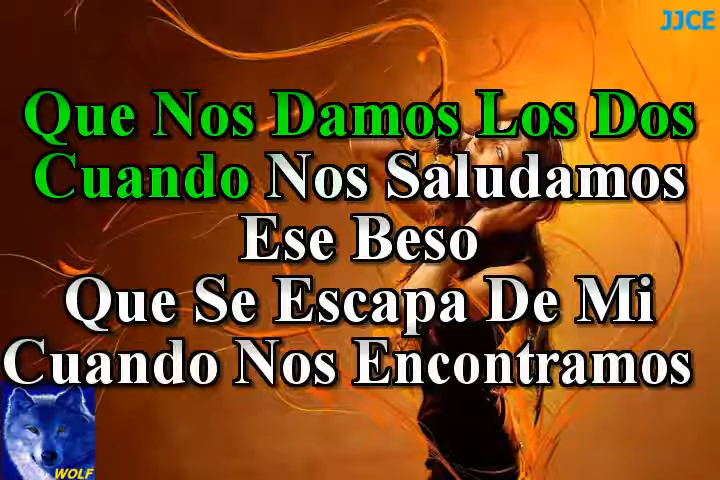 JJCE
Que Nos Damos Los Dos
Cuando Nos Saludamos
Ese Beso
Que Se Escapa De Mi
Cuando Nos Encontramos
WOLF